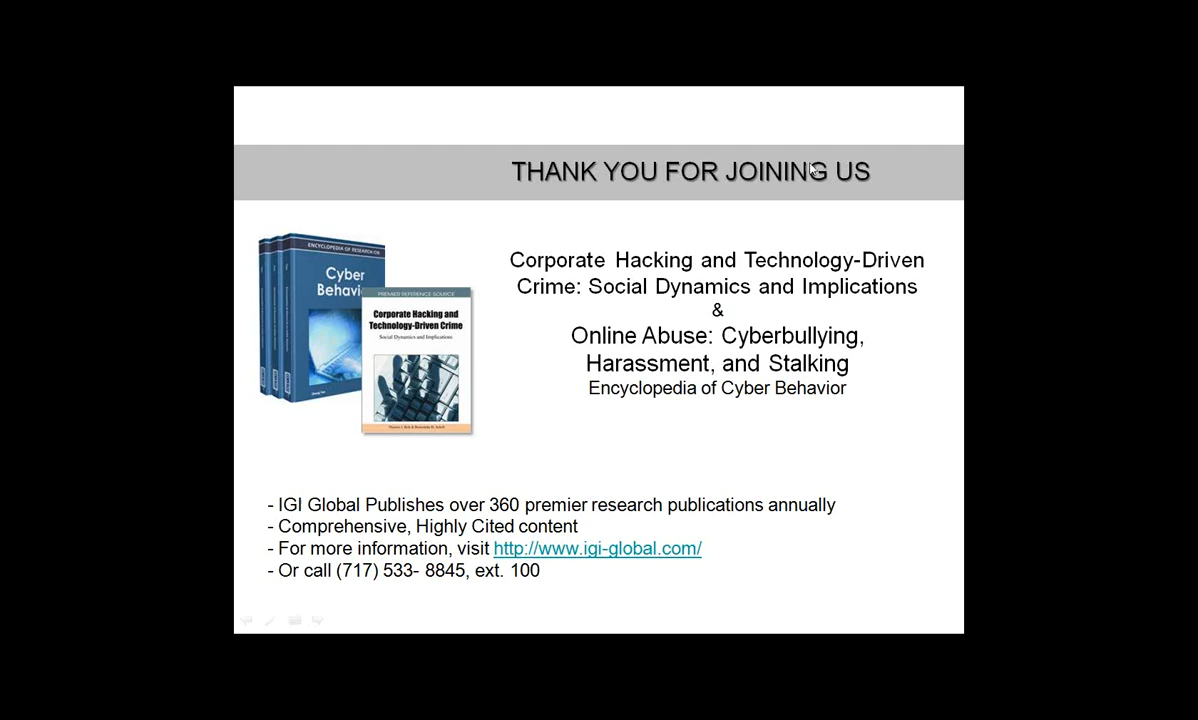 THANK YOU FOR JOINING US
ENCYCLOPEDIA OF RESEARCH ON
Cyber
Behavi
PREMIER REFERENCE SOURCE
Corporate Hacking and
Technology-Driven Crime
Social Dynamics and Implications
Corporate Hacking and Technology-Driven
Crime: Social Dynamics and Implications
&
Online Abuse: Cyberbullying,
Harassment, and Stalking
Encyclopedia of Cyber Behavior
- IGI Global Publishes over 360 premier research publications annually
- Comprehensive, Highly Cited content
- For more information, visit http://www.igi-global.com/
- Or call (717) 533- 8845, ext. 100